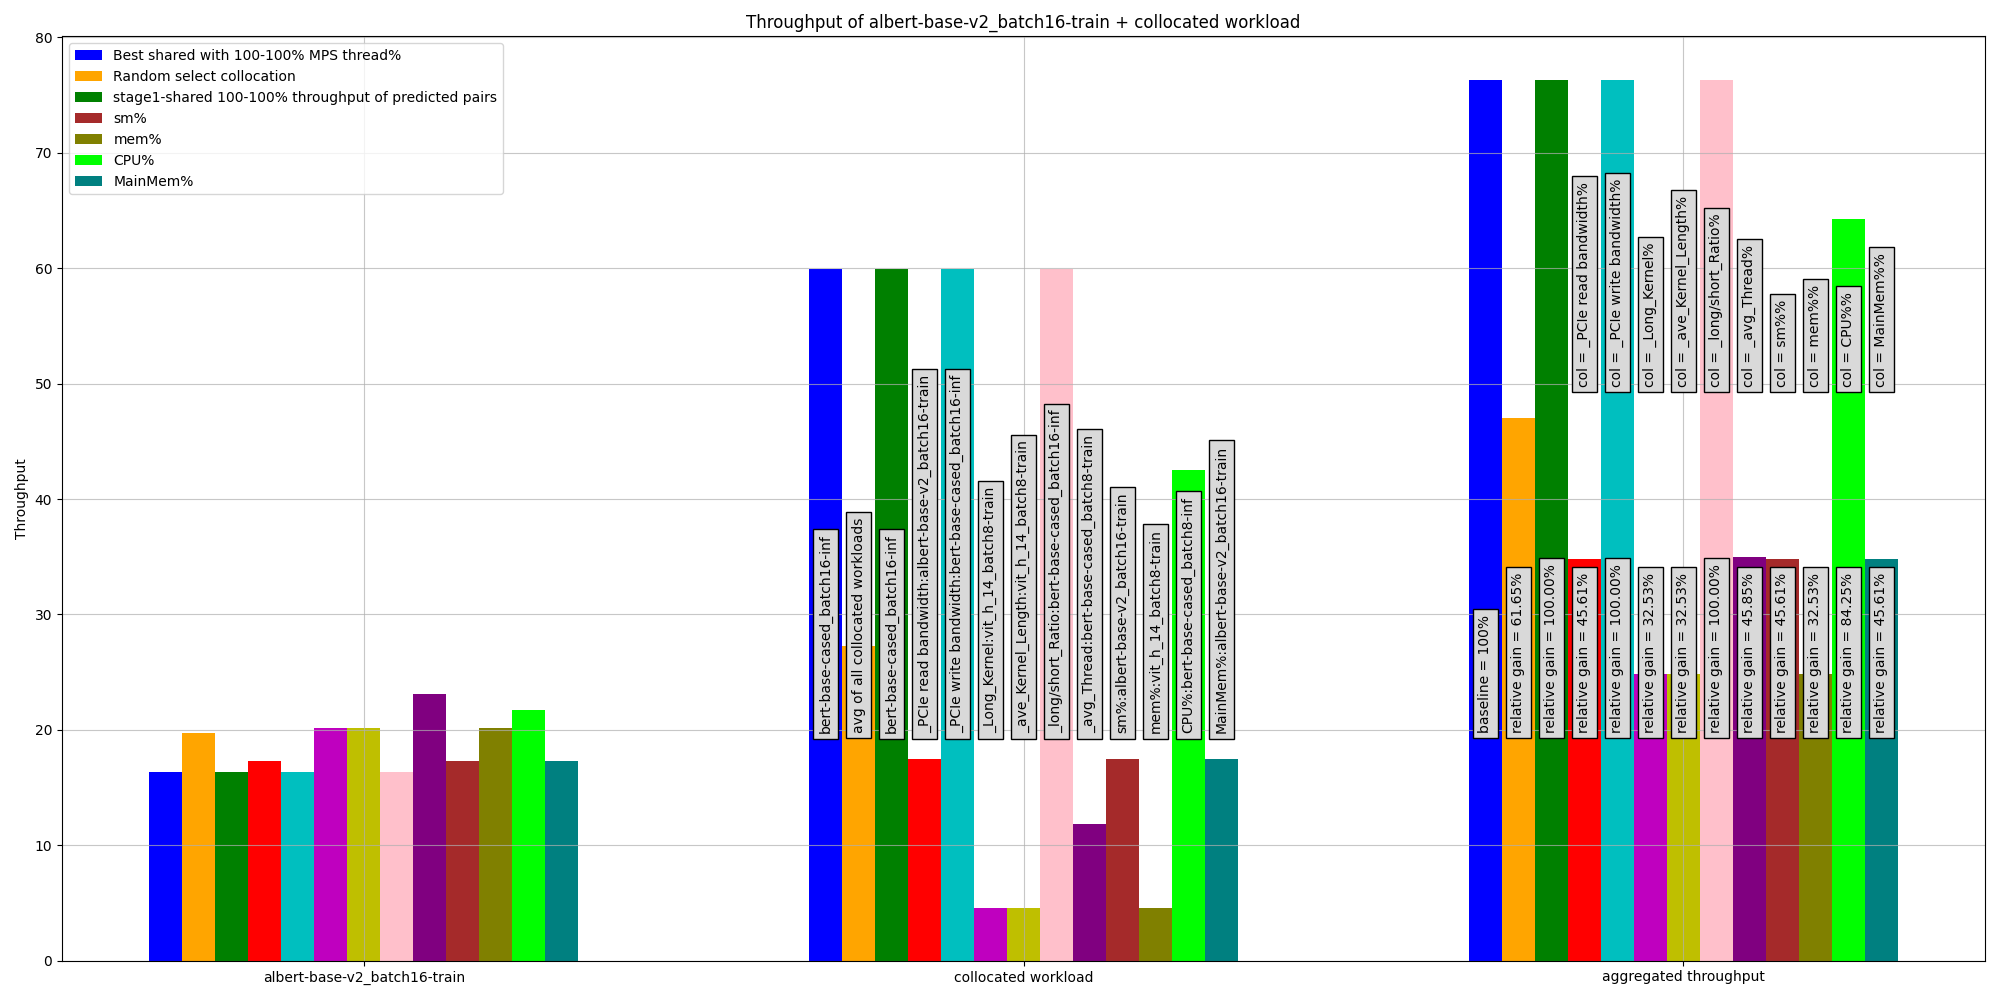 Throughput of albert-base-v2_batch16-train + collocated workload
Best shared with 100-100% MPS thread%
Random select collocation
stage1-shared 100-100% throughput of predicted pairs
sm%
mem%
CPU%
MainMem%
Throughput
80
70
60
50
40
30
20
10
0
bert-base-cased_batch16-inf
avg of all collocated workloads
bert-base-cased_batch16-inf
_PCIe read bandwidth:albert-base-v2_batch16-train
_PCIe write bandwidth:bert-base-cased_batch16-inf
_Long_Kernel:vit_h_14_batch8-train
_ave_Kernel_Length:vit_h_14_batch8-train
_long/short_Ratio:bert-base-cased_batch16-inf
_avg_Thread:bert-base-cased_batch8-train
sm%:albert-base-v2_batch16-train
mem%:vit_h_14_batch8-train
CPU%:bert-base-cased_batch8-inf
MainMem%:albert-base-v2_batch16-train
col = _PCIe read bandwidth%
col = _PCIe write bandwidth%
col = _Long_Kernel%
col = _ave_Kernel_Length%
col = _long/short_Ratio%
col = _avg_Thread%
col = sm%%
col = mem%%
col = CPU%%
col = MainMem%%
baseline = 100%
relative gain = 61.65%
relative gain = 100.00%
relative gain = 45.61%
relative gain = 100.00%
relative gain = 32.53%
relative gain = 32.53%
relative gain = 100.00%
relative gain = 45.85%
relative gain = 45.61%
relative gain = 32.53%
relative gain = 84.25%
relative gain = 45.61%
albert-base-v2_batch16-train
collocated workload
aggregated throughput